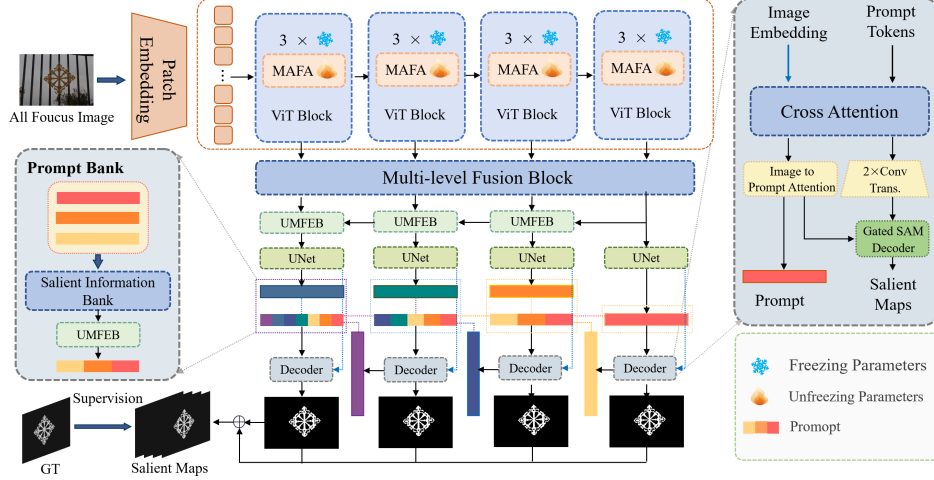 All Foucus Image
Patch
Embedding
...
3 ×
MAFA
ViT Block
3 ×
MAFA
ViT Block
3 ×
MAFA
ViT Block
3 ×
MAFA
ViT Block
Multi-level Fusion Block
UMFEB
UMFEB
UMFEB
UNet
UNet
UNet
UNet
Decoder
Decoder
Decoder
Decoder
Prompt Bank
Salient Information
Bank
UMFEB
Supervision
GT
Salient Maps
Image
Embedding
Prompt
Tokens
Cross Attention
Image to
Prompt Attention
2×Conv
Trans.
Gated SAM
Decoder
Prompt
Salient
Maps
Freezing Parameters
Unfreezing Parameters
Promopt